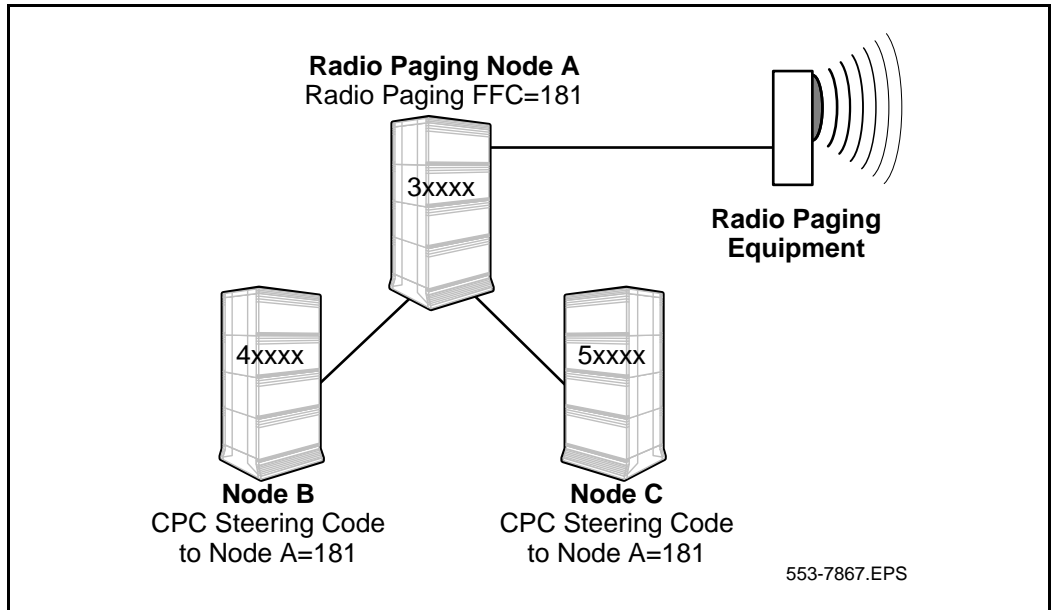 Radio Paging Node A
Radio Paging FFC=181
3xxxx
Radio Paging
Equipment
4xxxx
5xxxx
Node B
CPC Steering Code
to Node A=181
Node C
CPC Steering Code
to Node A=181
553-7867.EPS